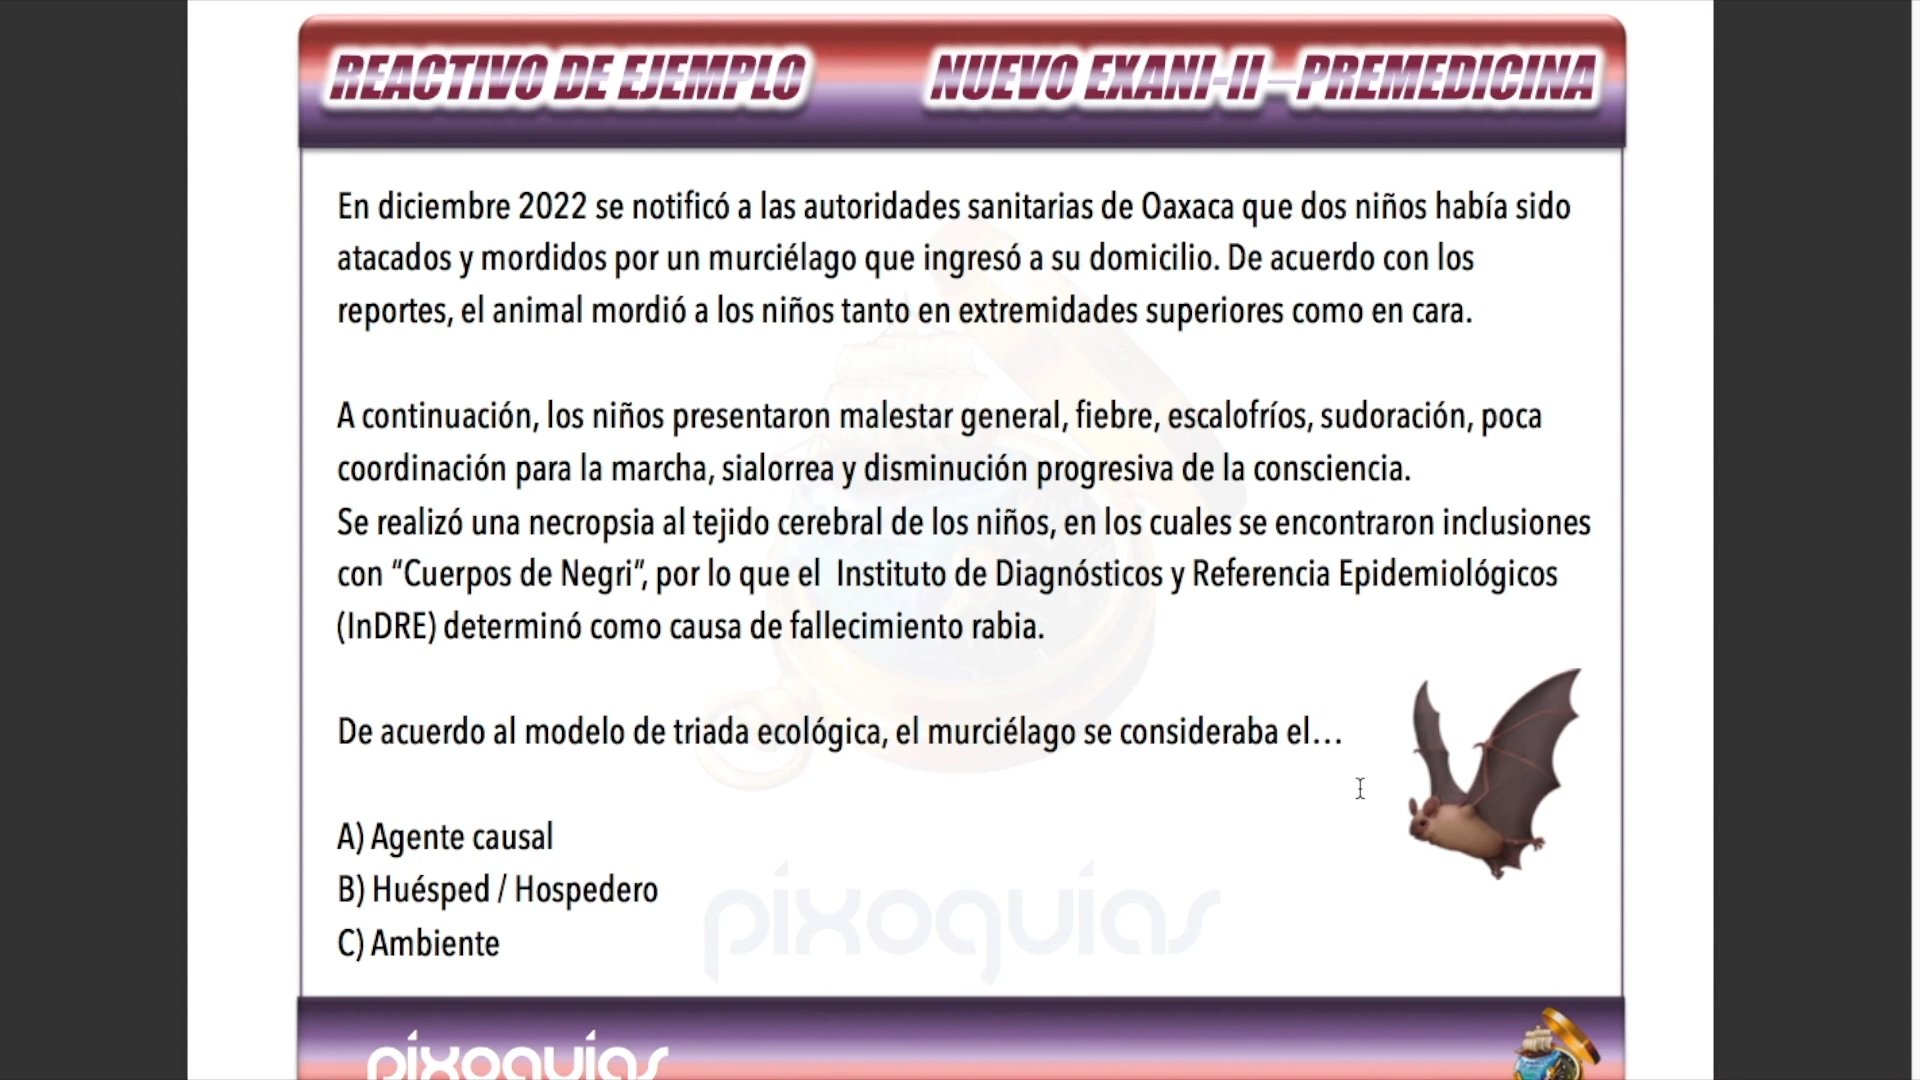 REACTIVO DE EJEMPLO
NUEVO EXANI-II – PREMEDICINA
En diciembre 2022 se notificó a las autoridades sanitarias de Oaxaca que dos niños había sido
atacados y mordidos por un murciélago que ingresó a su domicilio. De acuerdo con los
reportes, el animal mordió a los niños tanto en extremidades superiores como en cara.
A continuación, los niños presentaron malestar general, fiebre, escalofríos, sudoración, poca
coordinación para la marcha, sialorrea y disminución progresiva de la consciencia.
Se realizó una necropsia al tejido cerebral de los niños, en los cuales se encontraron inclusiones
con “Cuerpos de Negri”, por lo que el Instituto de Diagnósticos y Referencia Epidemiológicos
(InDRE) determinó como causa de fallecimiento rabia.
De acuerdo al modelo de triada ecológica, el murciélago se consideraba el…
A) Agente causal
B) Huésped / Hospedero
C) Ambiente
pixoguias
pixoguias